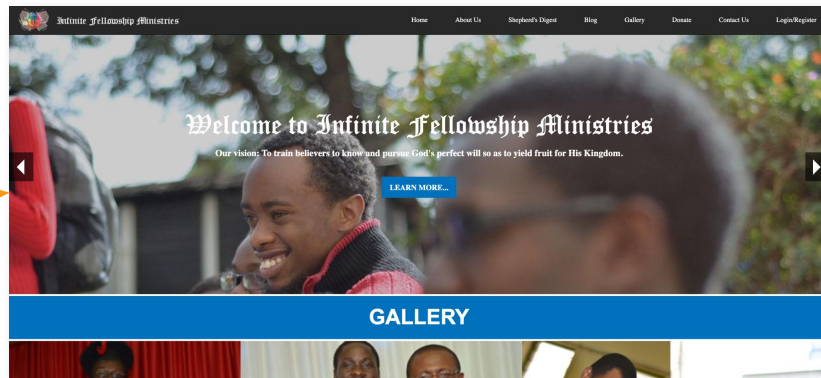 Infinite Fellowship Ministries
Home About Us Shepherd's Digest Blog Gallery Donate Contact Us Login/Register
Welcome to Infinite Fellowship Ministries
Our vision: To train believers to know and pursue God's perfect will so as to yield fruit for His Kingdom.
LEARN MORE...
GALLERY